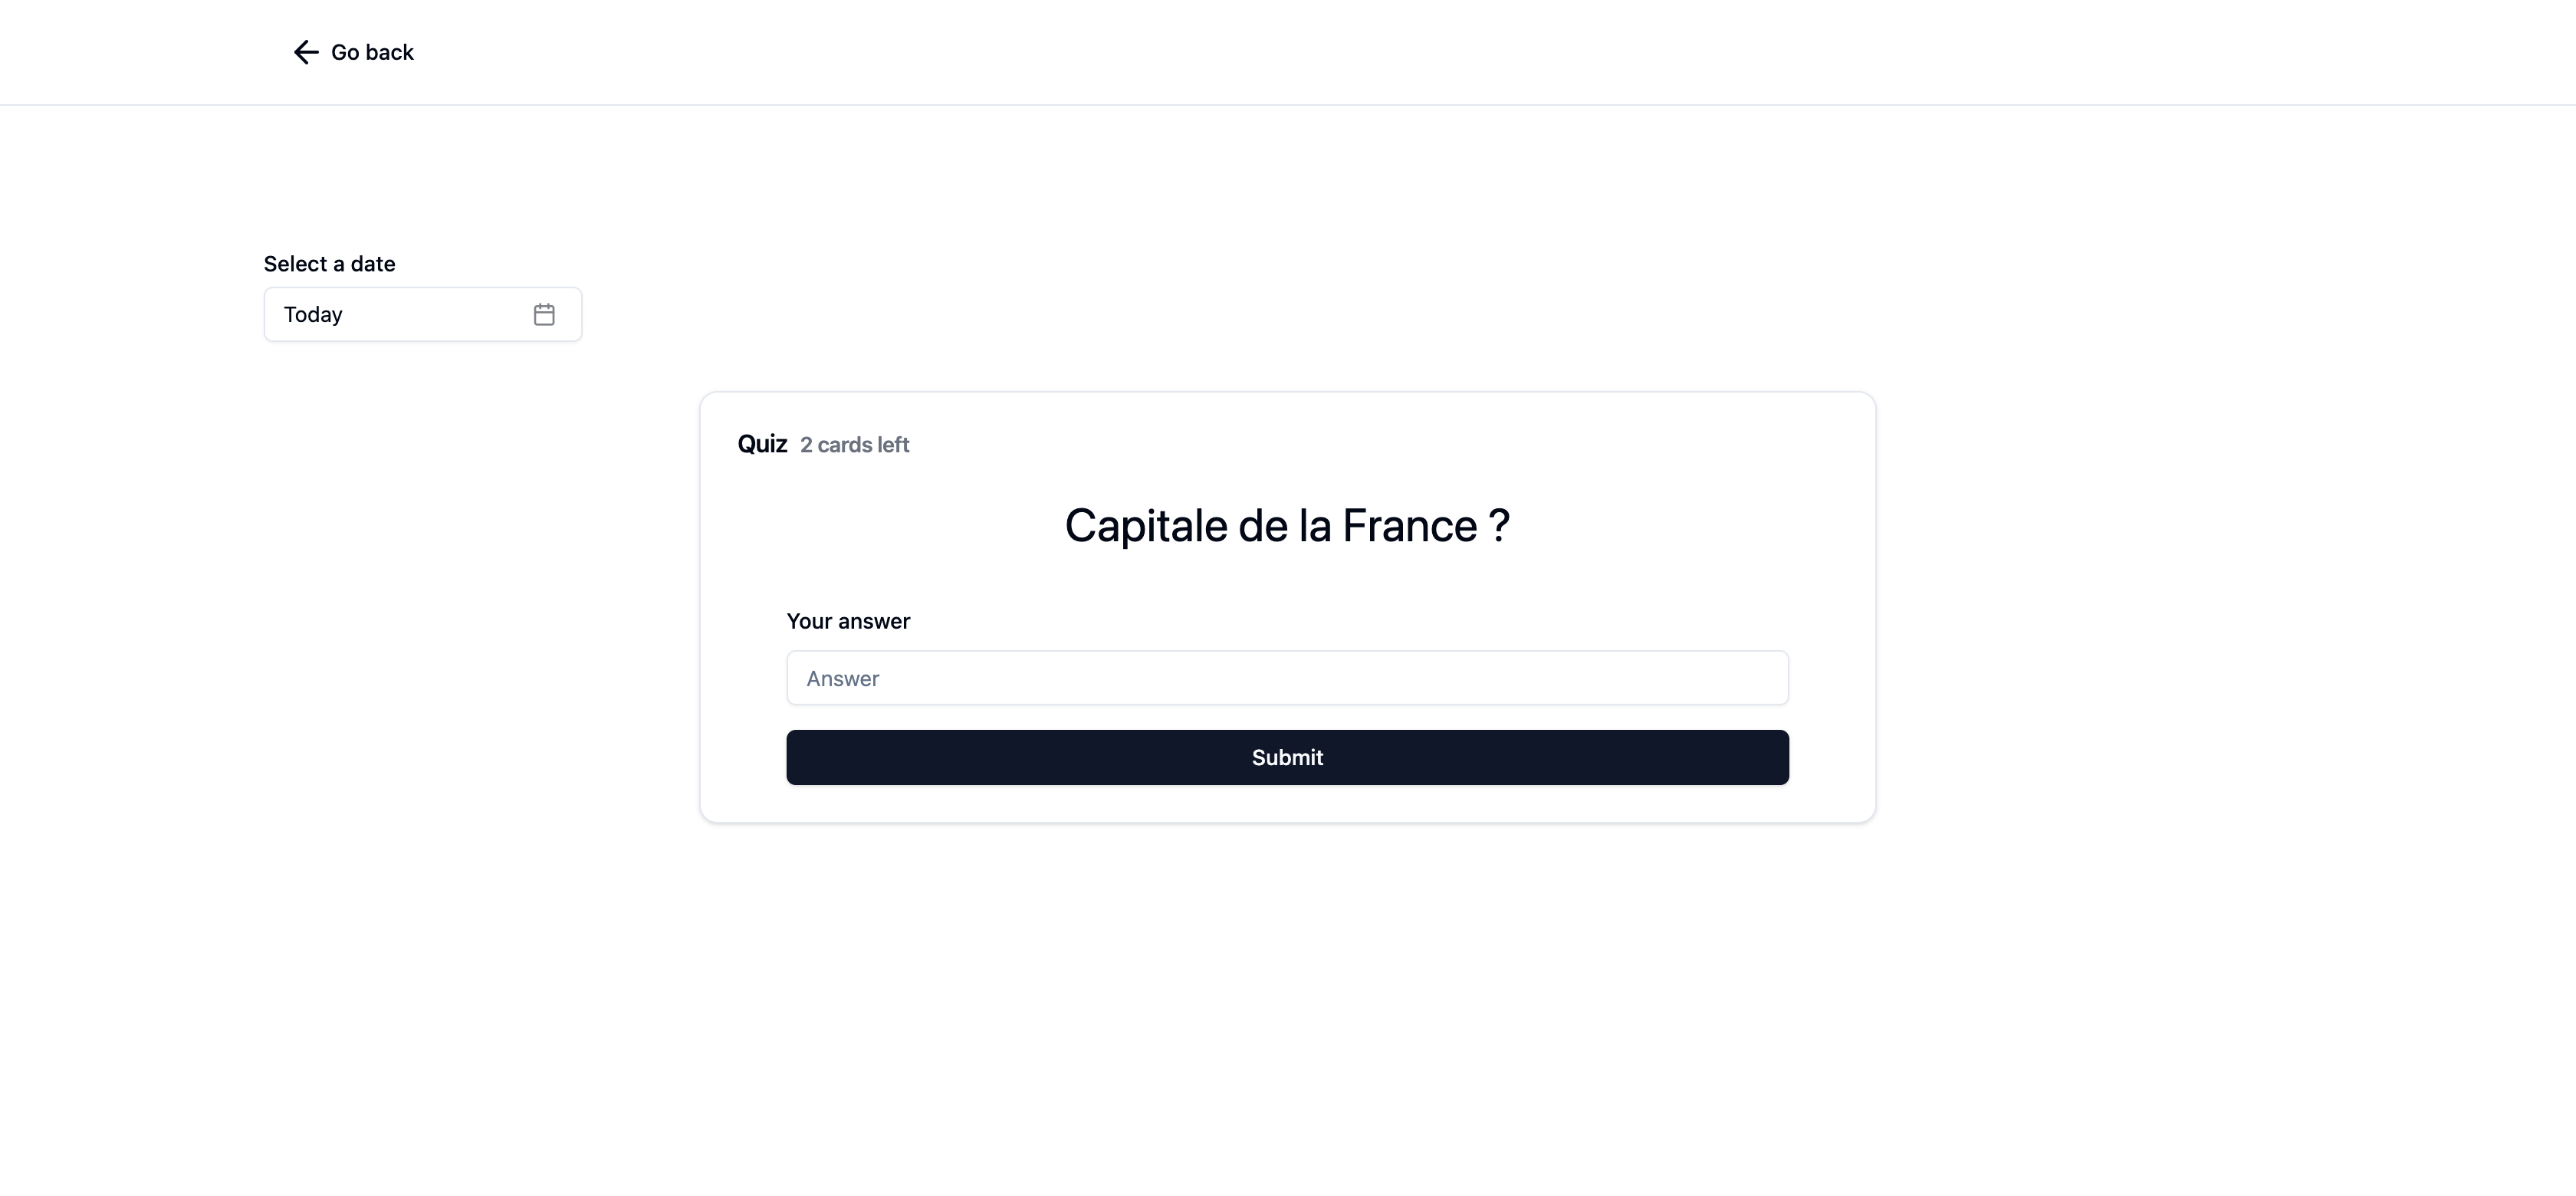 Go back
Select a date
Today
Quiz 2 cards left
Capitale de la France ?
Your answer
Answer
Submit